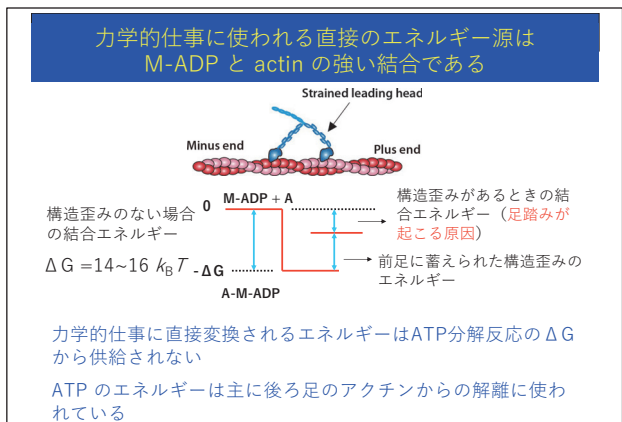 力学的仕事に使われる直接のエネルギー源は
M-ADP と actin の強い結合である
Strained leading head
Minus end
Plus end
0
M-ADP + A
構造歪みのない場合
の結合エネルギー
ΔG =14~16 kBT
-ΔG
A-M-ADP
構造歪みがあるときの結
合エネルギー（足踏みが
起こる原因）
前足に蓄えられた構造歪みの
エネルギー
力学的仕事に直接変換されるエネルギーはATP分解反応のΔG
から供給されない
ATP のエネルギーは主に後ろ足のアクチンからの解離に使わ
れている